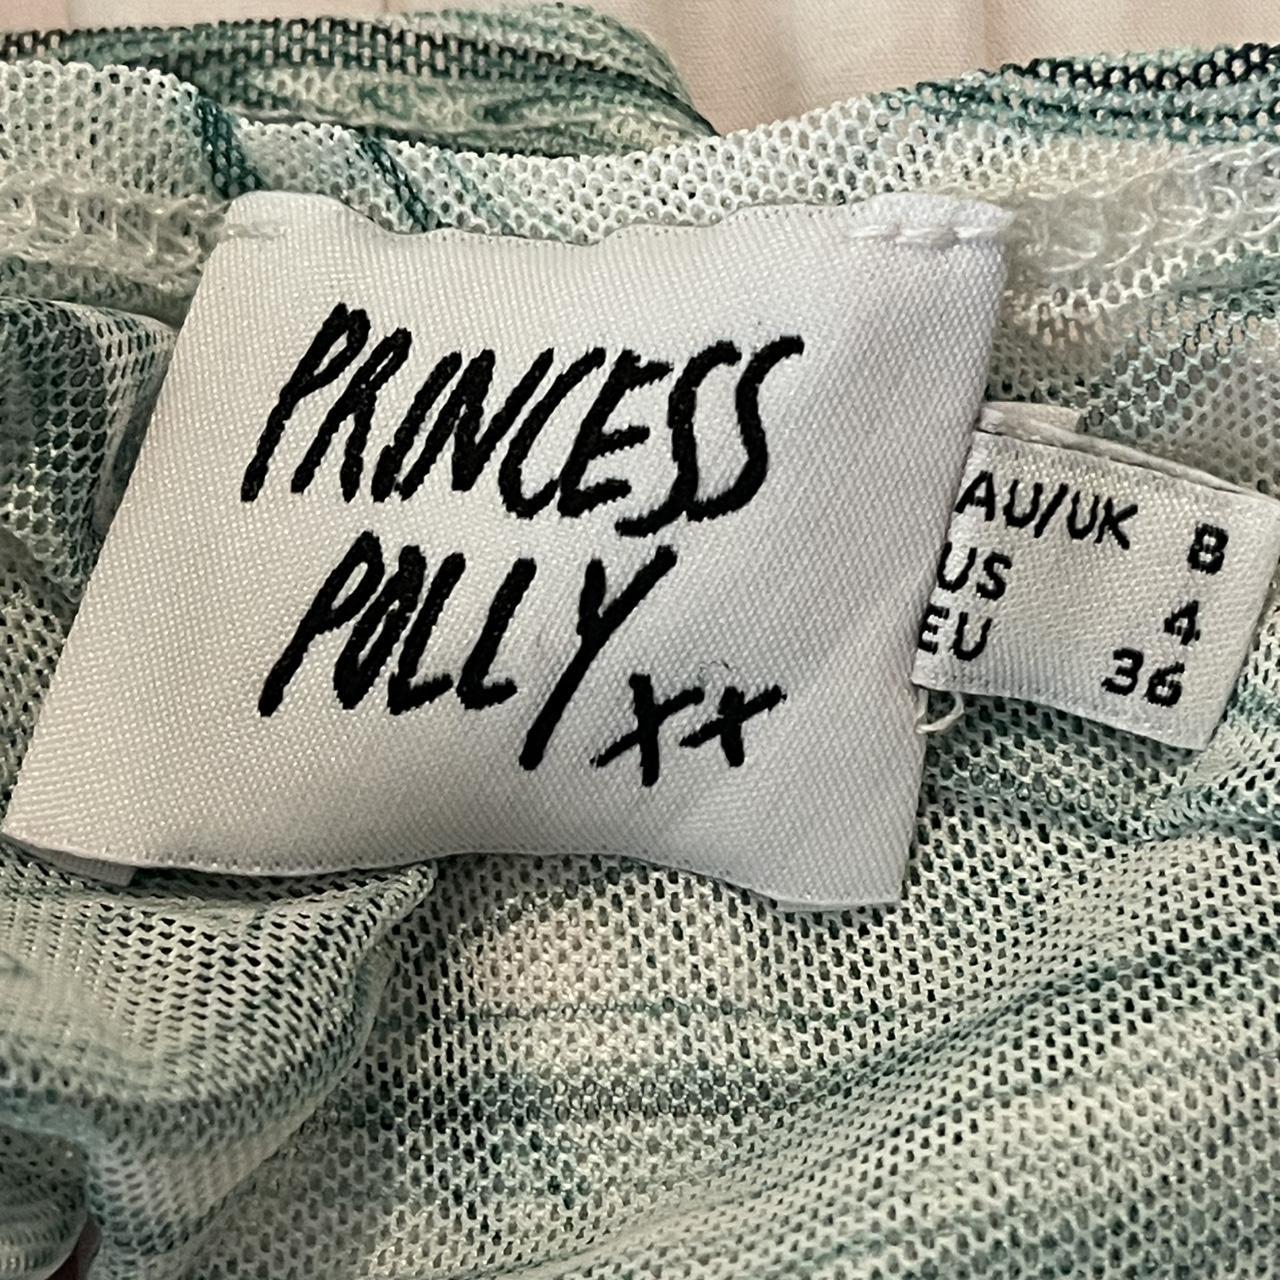 PRINCESS
POLLY xx
AU/UK 8
US 4
EU 36